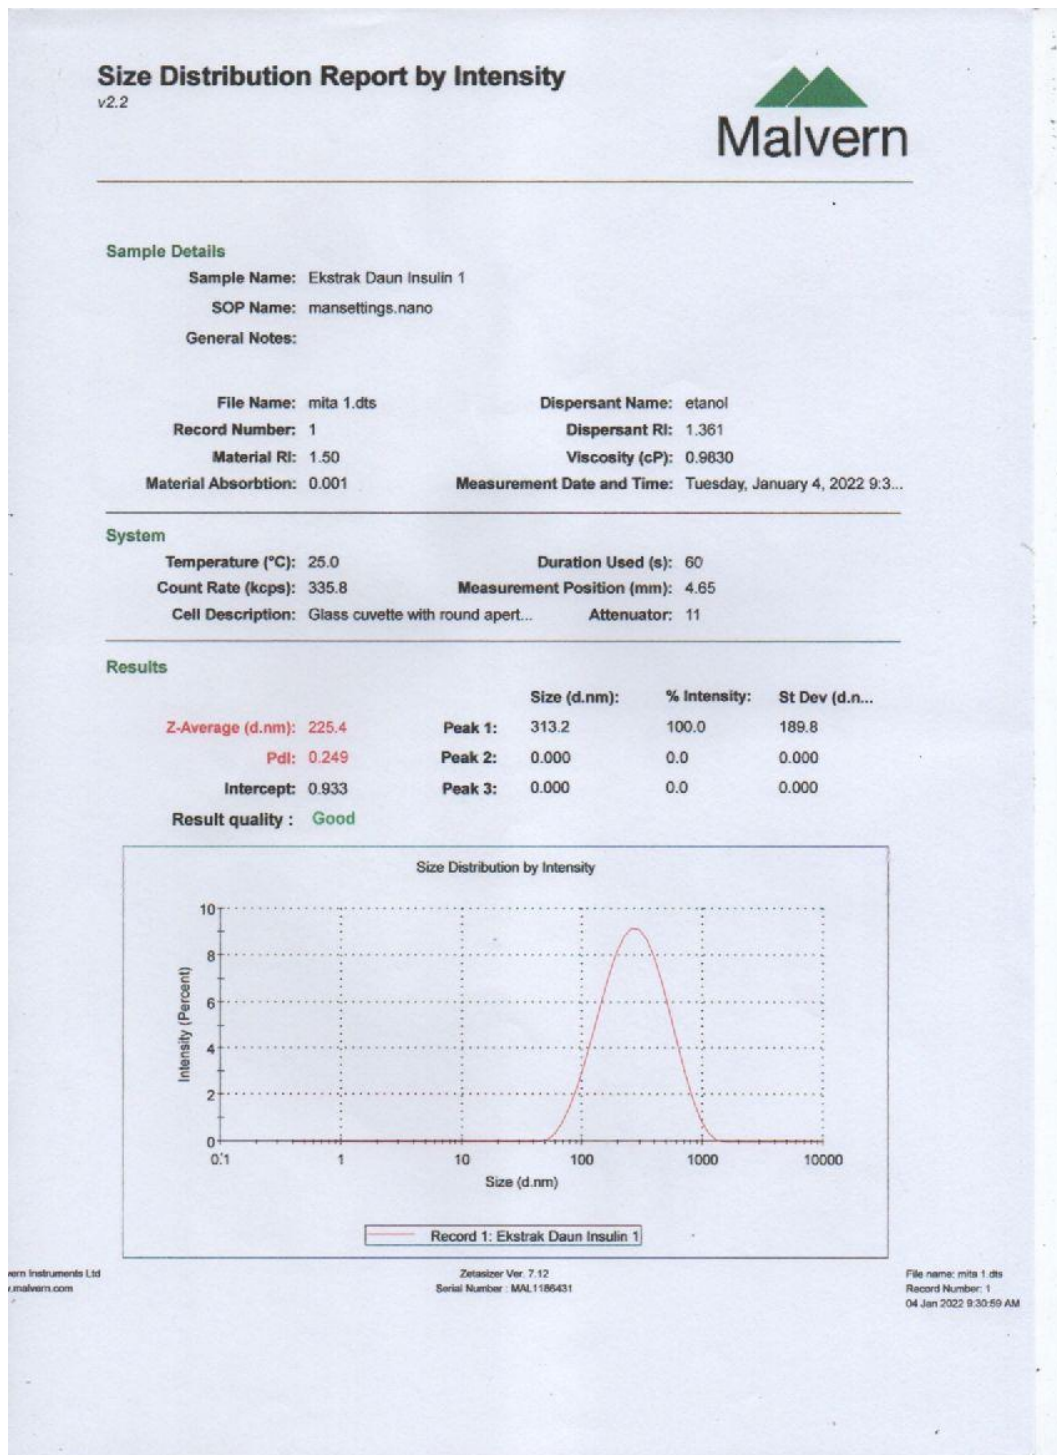 Size Distribution Report by Intensity
v2.2
Malvern
Sample Details
Sample Name: Ekstrak Daun Insulin 1
SOP Name: mansettings.nano
General Notes:
File Name: mita 1.dts Dispersant Name: etanol
Record Number: 1 Dispersant RI: 1.361
Material RI: 1.50 Viscosity (cP): 0.9830
Material Absorbtion: 0.001 Measurement Date and Time: Tuesday, January 4, 2022 9:3...
System
Temperature (°C): 25.0 Duration Used (s): 60
Count Rate (kcps): 335.8 Measurement Position (mm): 4.65
Cell Description: Glass cuvette with round apert... Attenuator: 11
Results
Size (d.nm): % Intensity: St Dev (d.n...
Z-Average (d.nm): 225.4 Peak 1: 313.2 100.0 189.8
PdI: 0.249 Peak 2: 0.000 0.0 0.000
Intercept: 0.933 Peak 3: 0.000 0.0 0.000
Result quality : Good
Size Distribution by Intensity
Intensity (Percent)
10
8
6
4
2
0
0.1 1 10 100 1000 10000
Size (d.nm)
Record 1: Ekstrak Daun Insulin 1
vern Instruments Ltd Zetasizer Ver. 7.12 File name: mita 1.dts
.malvern.com Serial Number : MAL1186431 Record Number: 1
04 Jan 2022 9:30:59 AM